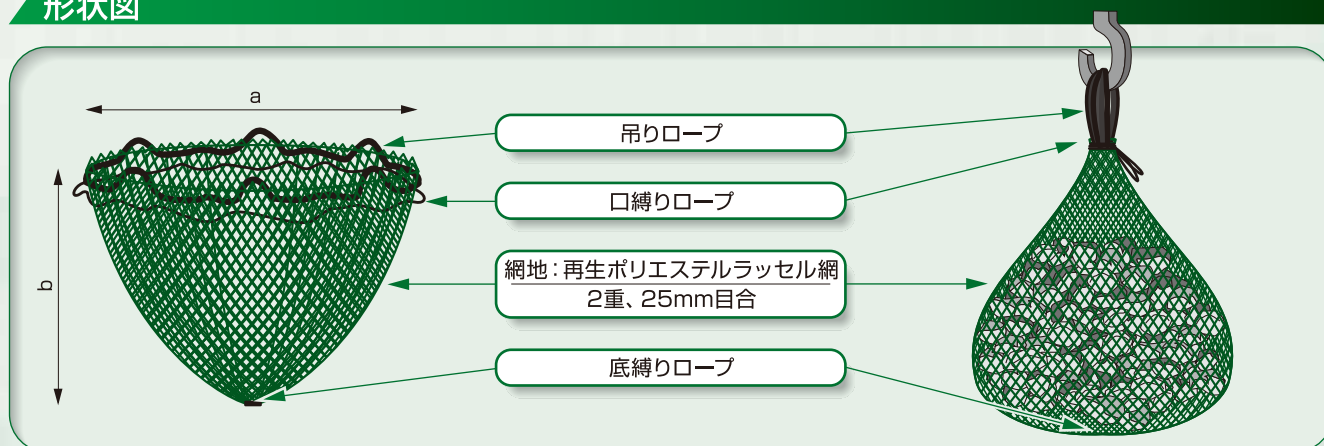 形状図
a
b
吊りロープ
口縛りロープ
網地：再生ポリエステルラッセル網
2重、25mm目合
底縛りロープ